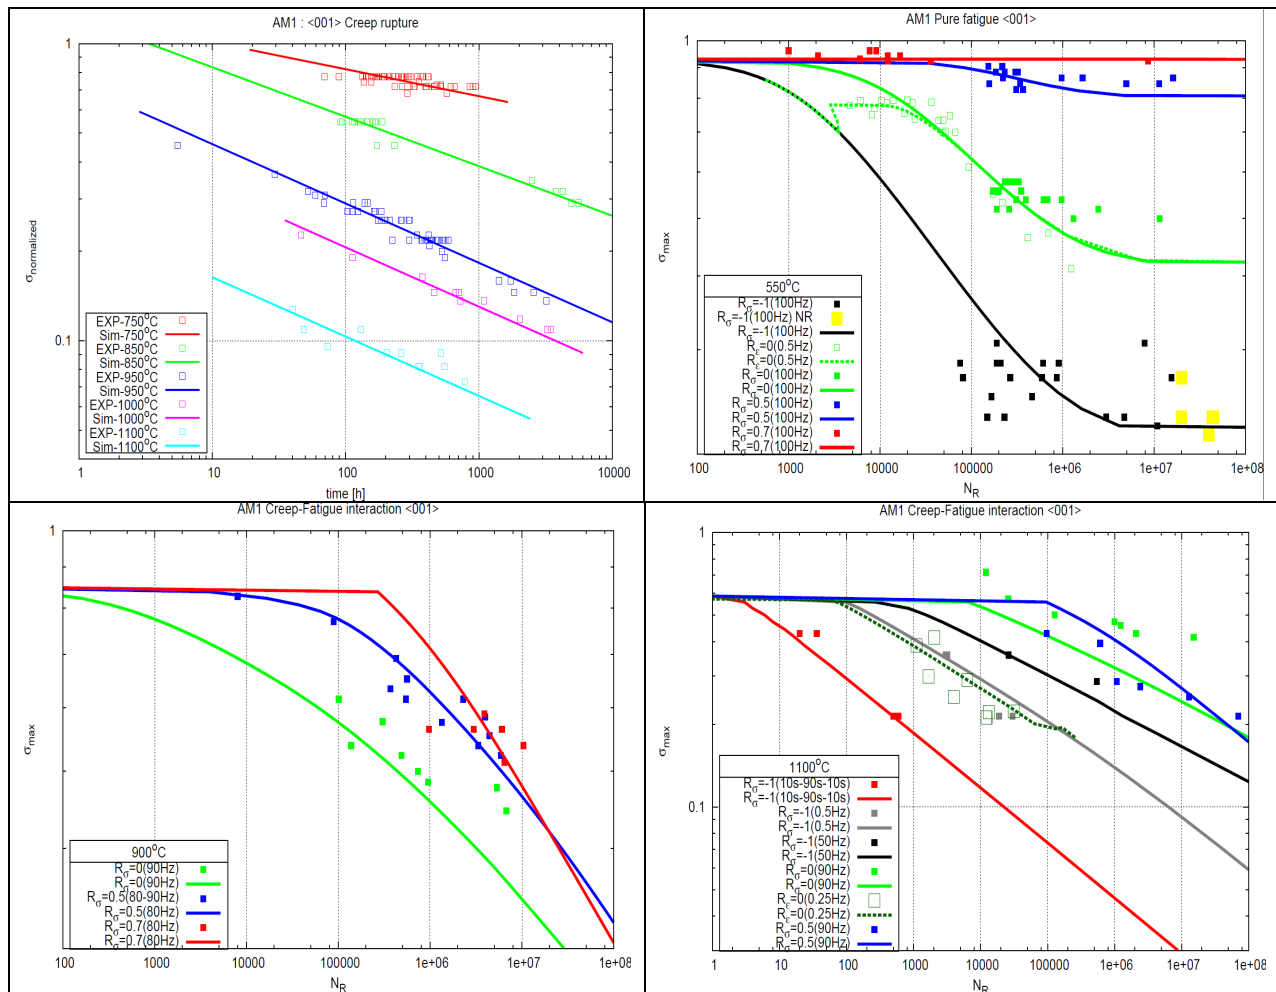 AM1 : <001> Creep rupture
1
σnormalized
0.1
EXP-750°C
Sim-750°C
EXP-850°C
Sim-850°C
EXP-950°C
Sim-950°C
EXP-1000°C
Sim-1000°C
EXP-1100°C
Sim-1100°C
1 10 100 1000 10000
time [h]
AM1 Pure fatigue <001>
1
σmax
550°C
Rσ=-1(100Hz)
Rσ=-1(100Hz) NR
Rσ=-1(100Hz)
Rε=0(0.5Hz)
Rε=0(0.5Hz)
Rσ=0(100Hz)
Rσ=0(100Hz)
Rσ=0.5(100Hz)
Rσ=0.5(100Hz)
Rσ=0.7(100Hz)
Rσ=0,7(100Hz)
100 1000 10000 100000 1e+06 1e+07 1e+08
NR
AM1 Creep-Fatigue interaction <001>
1
σmax
900°C
Rσ=0(90Hz)
Rσ=0(90Hz)
Rσ=0.5(80-90Hz)
Rσ=0.5(80Hz)
Rσ=0.7(80Hz)
Rσ=0.7(80Hz)
100 1000 10000 100000 1e+06 1e+07 1e+08
NR
AM1 Creep-Fatigue interaction <001>
1
σmax
0.1
1100°C
Rσ=-1(10s-90s-10s)
Rσ=-1(10s-90s-10s)
Rσ=-1(0.5Hz)
Rσ=-1(0.5Hz)
Rσ=-1(50Hz)
Rσ=-1(50Hz)
Rσ=0(90Hz)
Rσ=0(90Hz)
Rε=0(0.25Hz)
Rε=0(0.25Hz)
Rσ=0.5(90Hz)
Rσ=0.5(90Hz)
1 10 100 1000 10000 100000 1e+06 1e+07 1e+08
NR